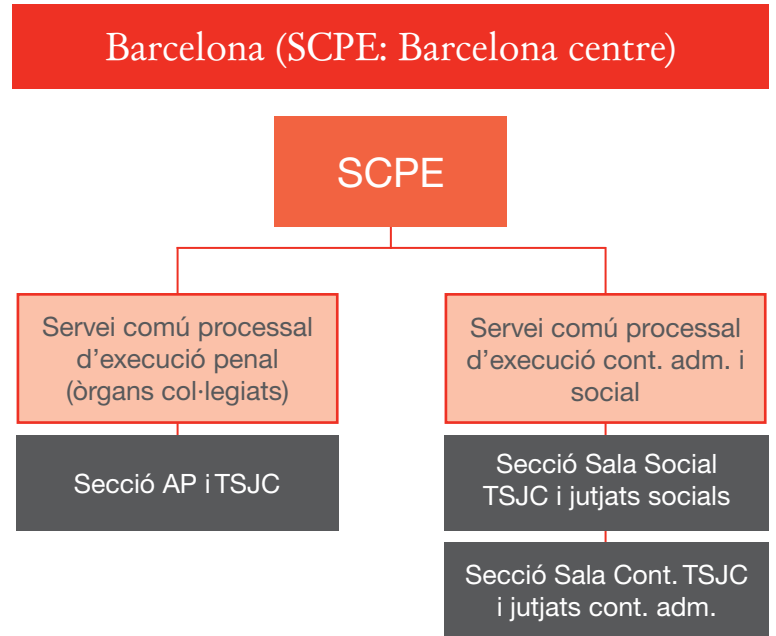 Barcelona (SCPE: Barcelona centre)
SCPE
Servei comú processal
d'execució penal
(òrgans col·legiats)
Secció AP i TSJC
Servei comú processal
d'execució cont. adm. i
social
Secció Sala Social
TSJC i jutjats socials
Secció Sala Cont. TSJC
i jutjats cont. adm.